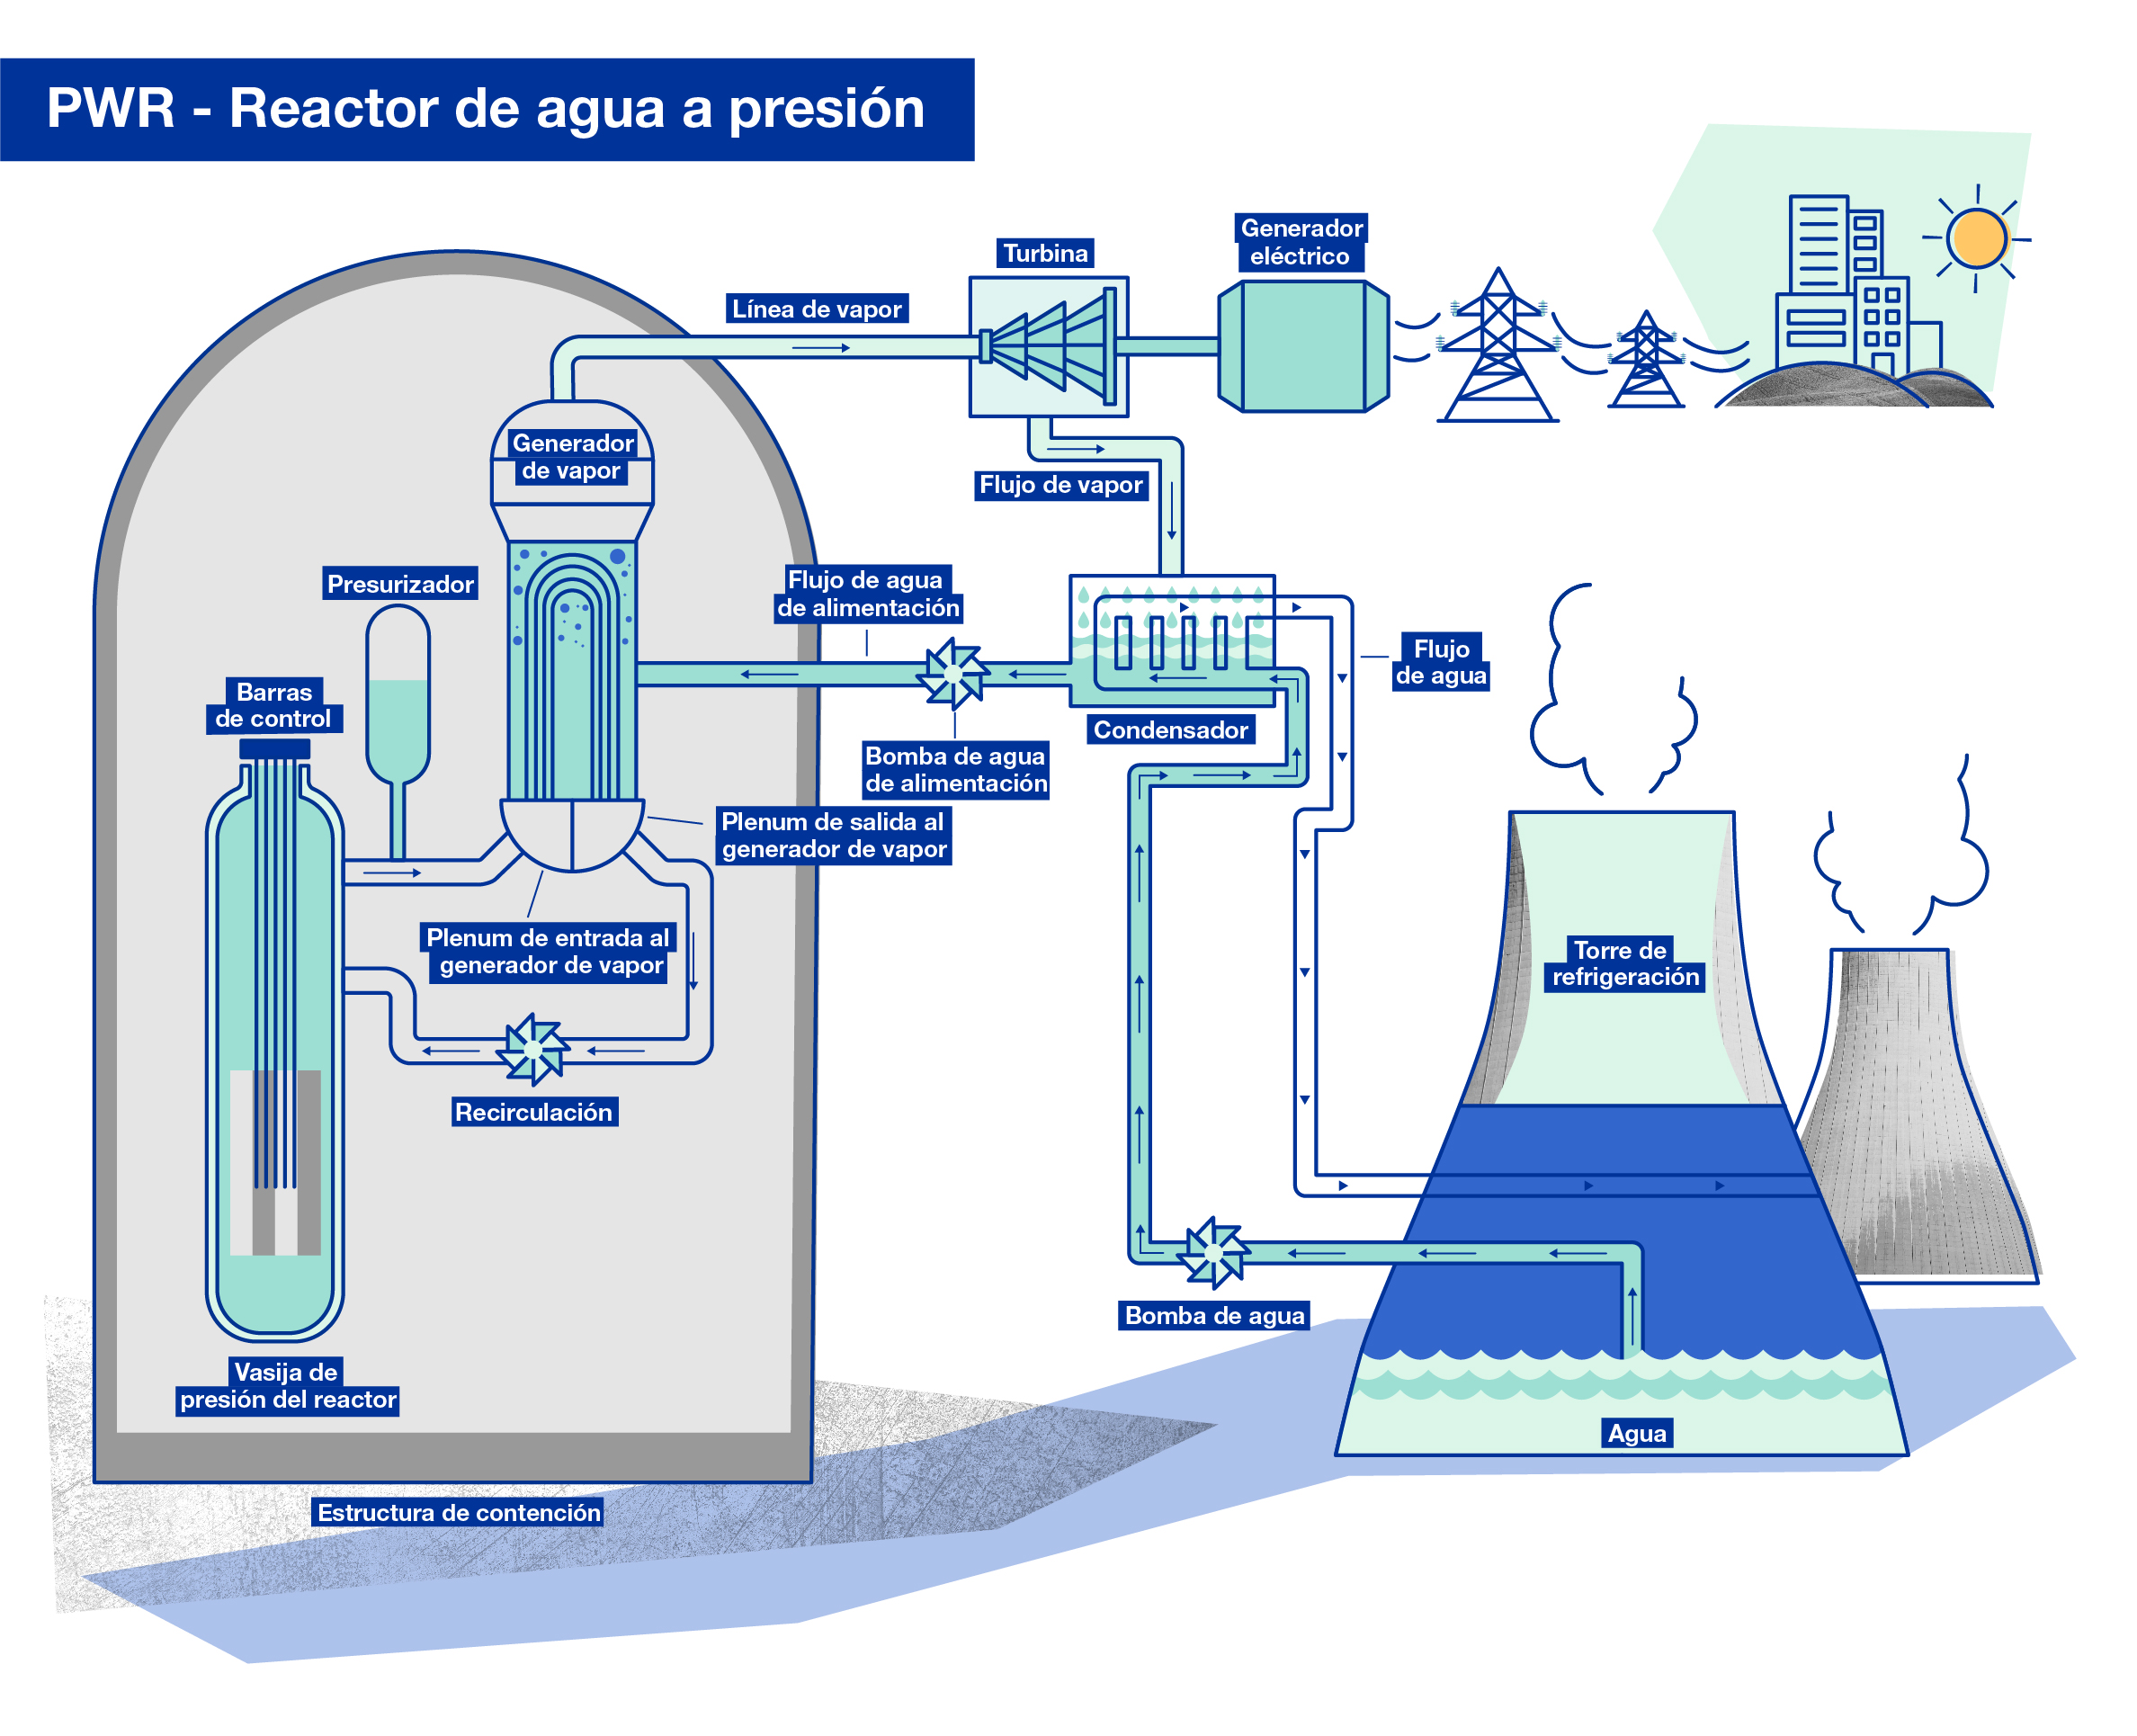 PWR - Reactor de agua a presión
Generador
eléctrico
Turbina
Línea de vapor
Generador
de vapor
Flujo de vapor
Presurizador
Flujo de agua
de alimentación
Flujo
de agua
Barras
de control
Condensador
Bomba de agua
de alimentación
Plenum de salida al
generador de vapor
Plenum de entrada al
generador de vapor
Torre de
refrigeración
Recirculación
Bomba de agua
Vasija de
presión del reactor
Agua
Estructura de contención